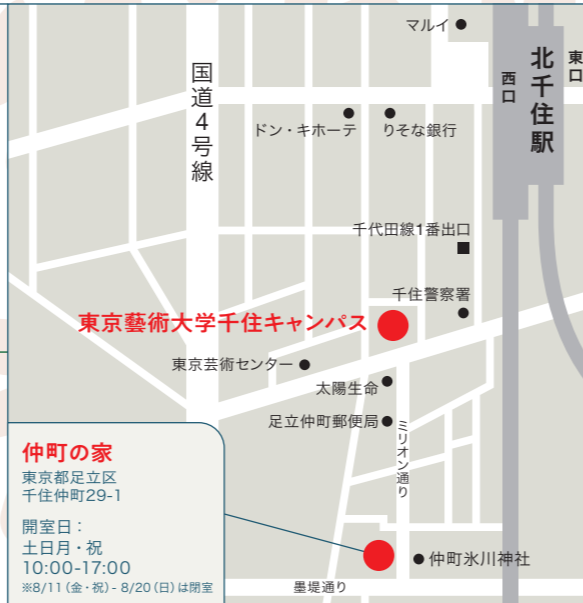 マルイ
国道4号線
北千住駅
西口
東口
ドン・キホーテ
りそな銀行
千代田線1番出口
千住警察署
東京藝術大学千住キャンパス
東京芸術センター
太陽生命
足立仲町郵便局
ミリオン通り
仲町の家
東京都足立区
千住仲町29-1
開室日：
土日月・祝
10:00-17:00
※8/11（金・祝）- 8/20（日）は閉室
仲町氷川神社
墨堤通り